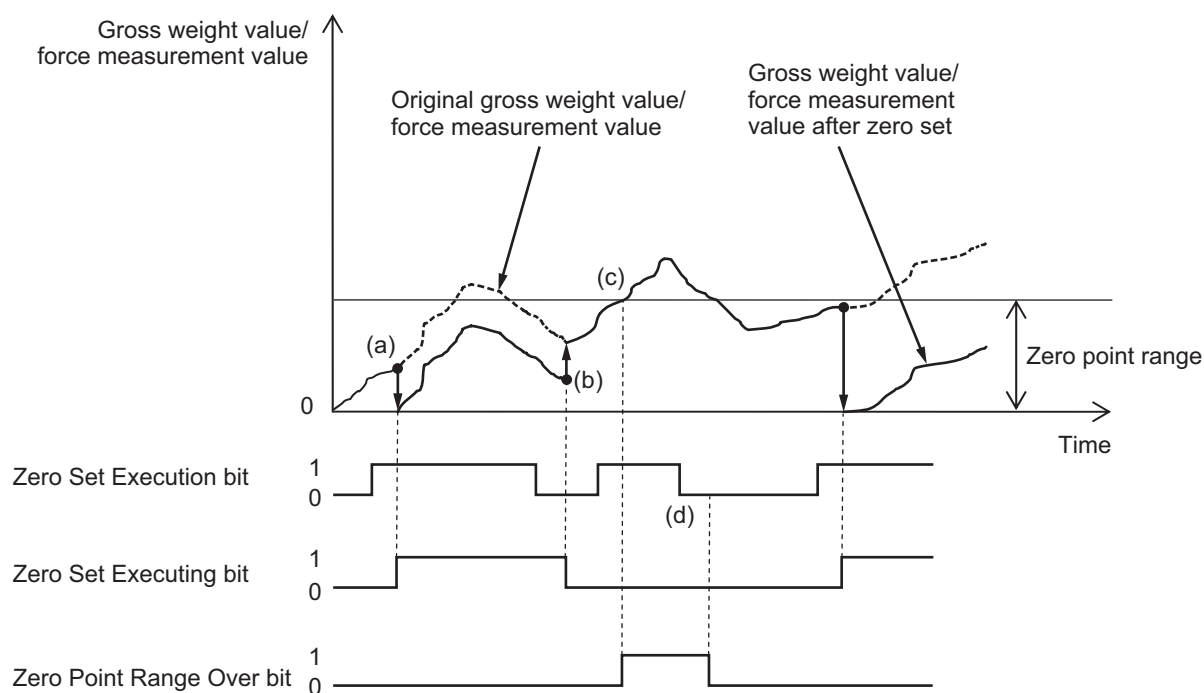 Gross weight value/
force measurement value
Original gross weight value/
force measurement value
Gross weight value/
force measurement
value after zero set
(a)
(b)
(c)
Zero point range
0
Time
Zero Set Execution bit
1
0
(d)
Zero Set Executing bit
1
0
Zero Point Range Over bit
1
0